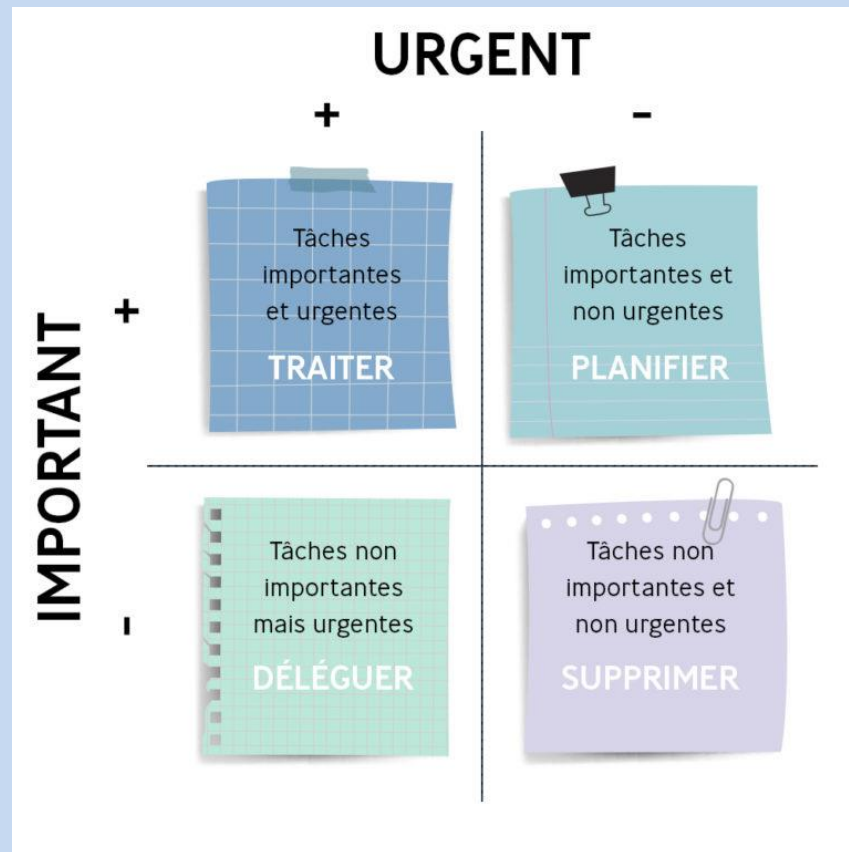 URGENT
+ -
IMPORTANT
+
Tâches
importantes
et urgentes
TRAITER
Tâches
importantes et
non urgentes
PLANIFIER
-
Tâches non
importantes
mais urgentes
DÉLÉGUER
Tâches non
importantes et
non urgentes
SUPPRIMER